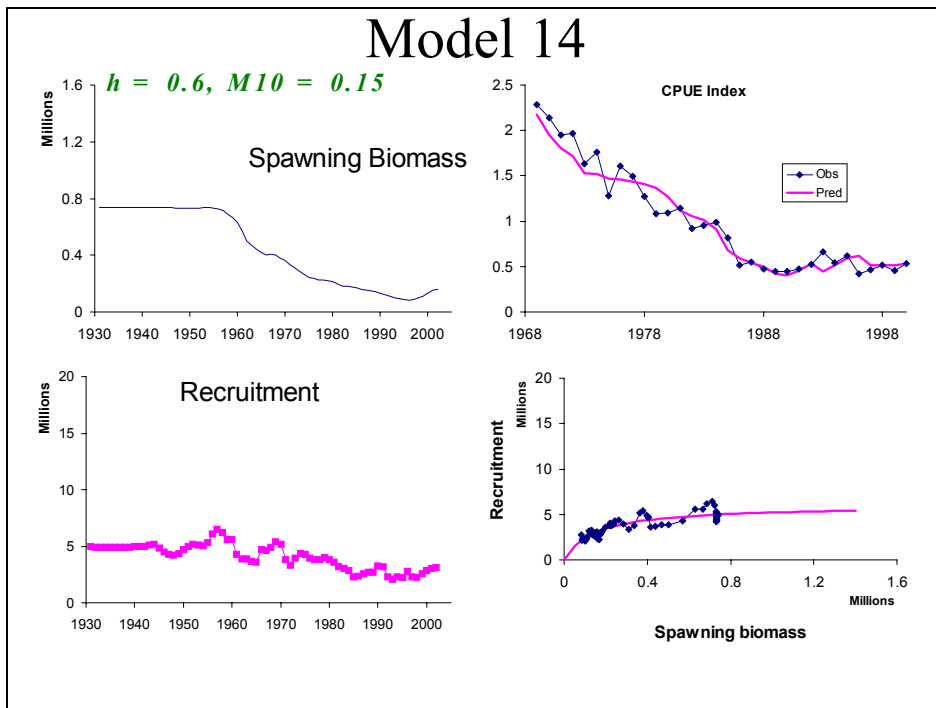 Model 14
h = 0.6, M10 = 0.15
Millions
Spawning Biomass
1.6
1.2
0.8
0.4
0
1930 1940 1950 1960 1970 1980 1990 2000
CPUE Index
2.5
2
1.5
1
0.5
0
1968 1978 1988 1998
Obs
Pred
Recruitment
Millions
20
15
10
5
0
1930 1940 1950 1960 1970 1980 1990 2000
Recruitment
Millions
20
15
10
5
0
0 0.4 0.8 1.2 1.6
Millions
Spawning biomass